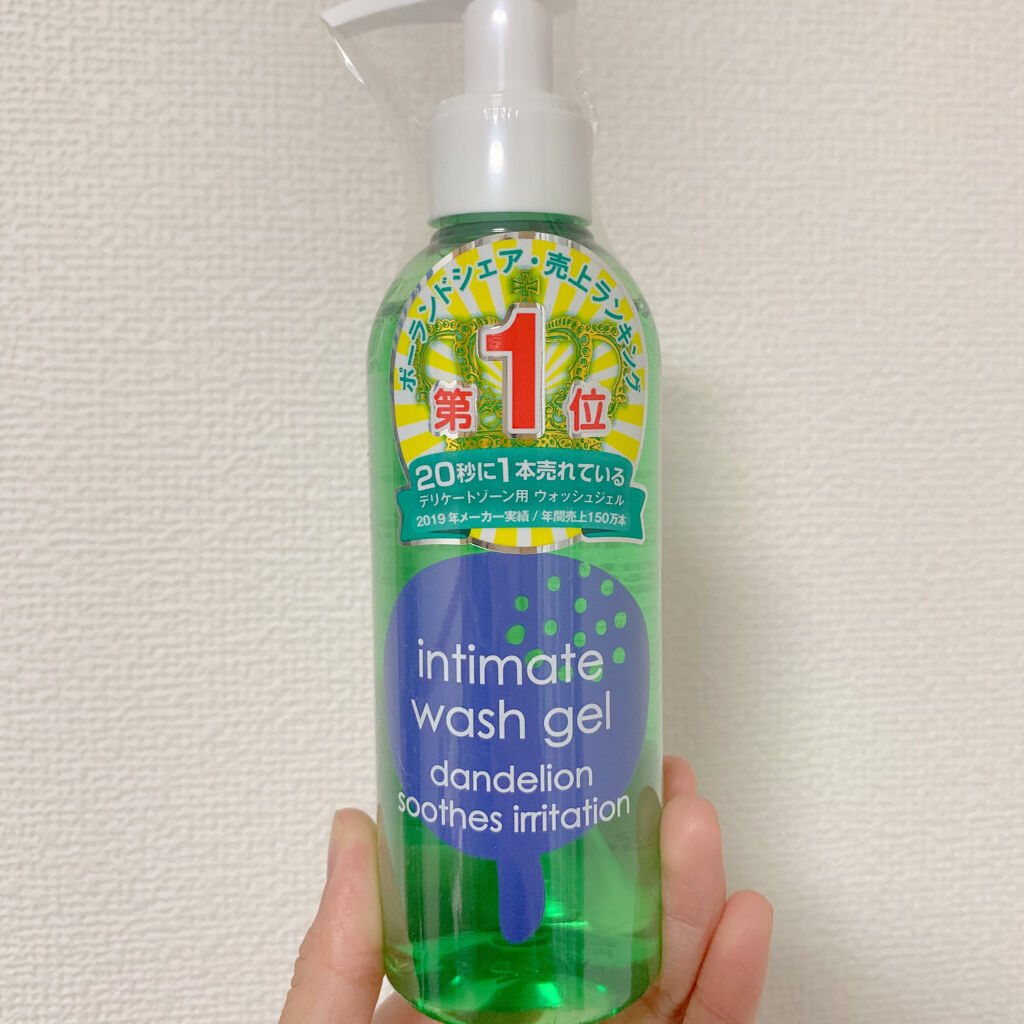 ポーランドシェア・売上ランキング
第1位
20秒に1本売れている
デリケートゾーン用 ウォッシュジェル
2019年メーカー実績 / 年間売上150万本
intimate
wash gel
dandelion
soothes irritation